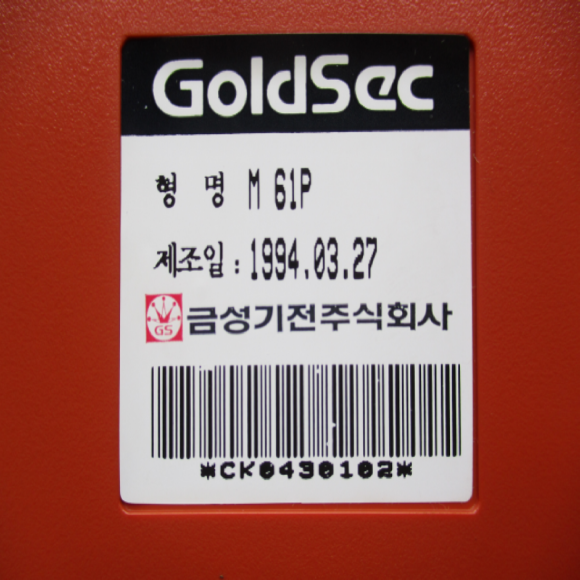 GoldSec
형 명 M 61P
제조일 : 1994.03.27
GS 금성기전주식회사
*CK0430102*